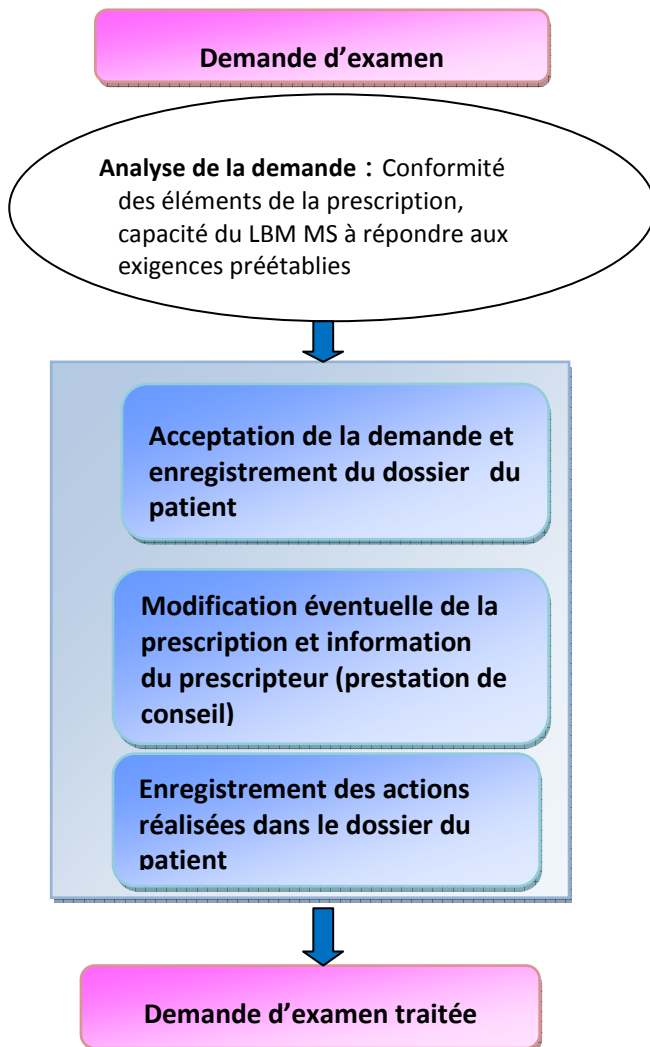 Demande d’examen
Analyse de la demande : Conformité
des éléments de la prescription,
capacité du LBM MS à répondre aux
exigences préétablies
Acceptation de la demande et
enregistrement du dossier du
patient
Modification éventuelle de la
prescription et information
du prescripteur (prestation de
conseil)
Enregistrement des actions
réalisées dans le dossier du
patient
Demande d’examen traitée